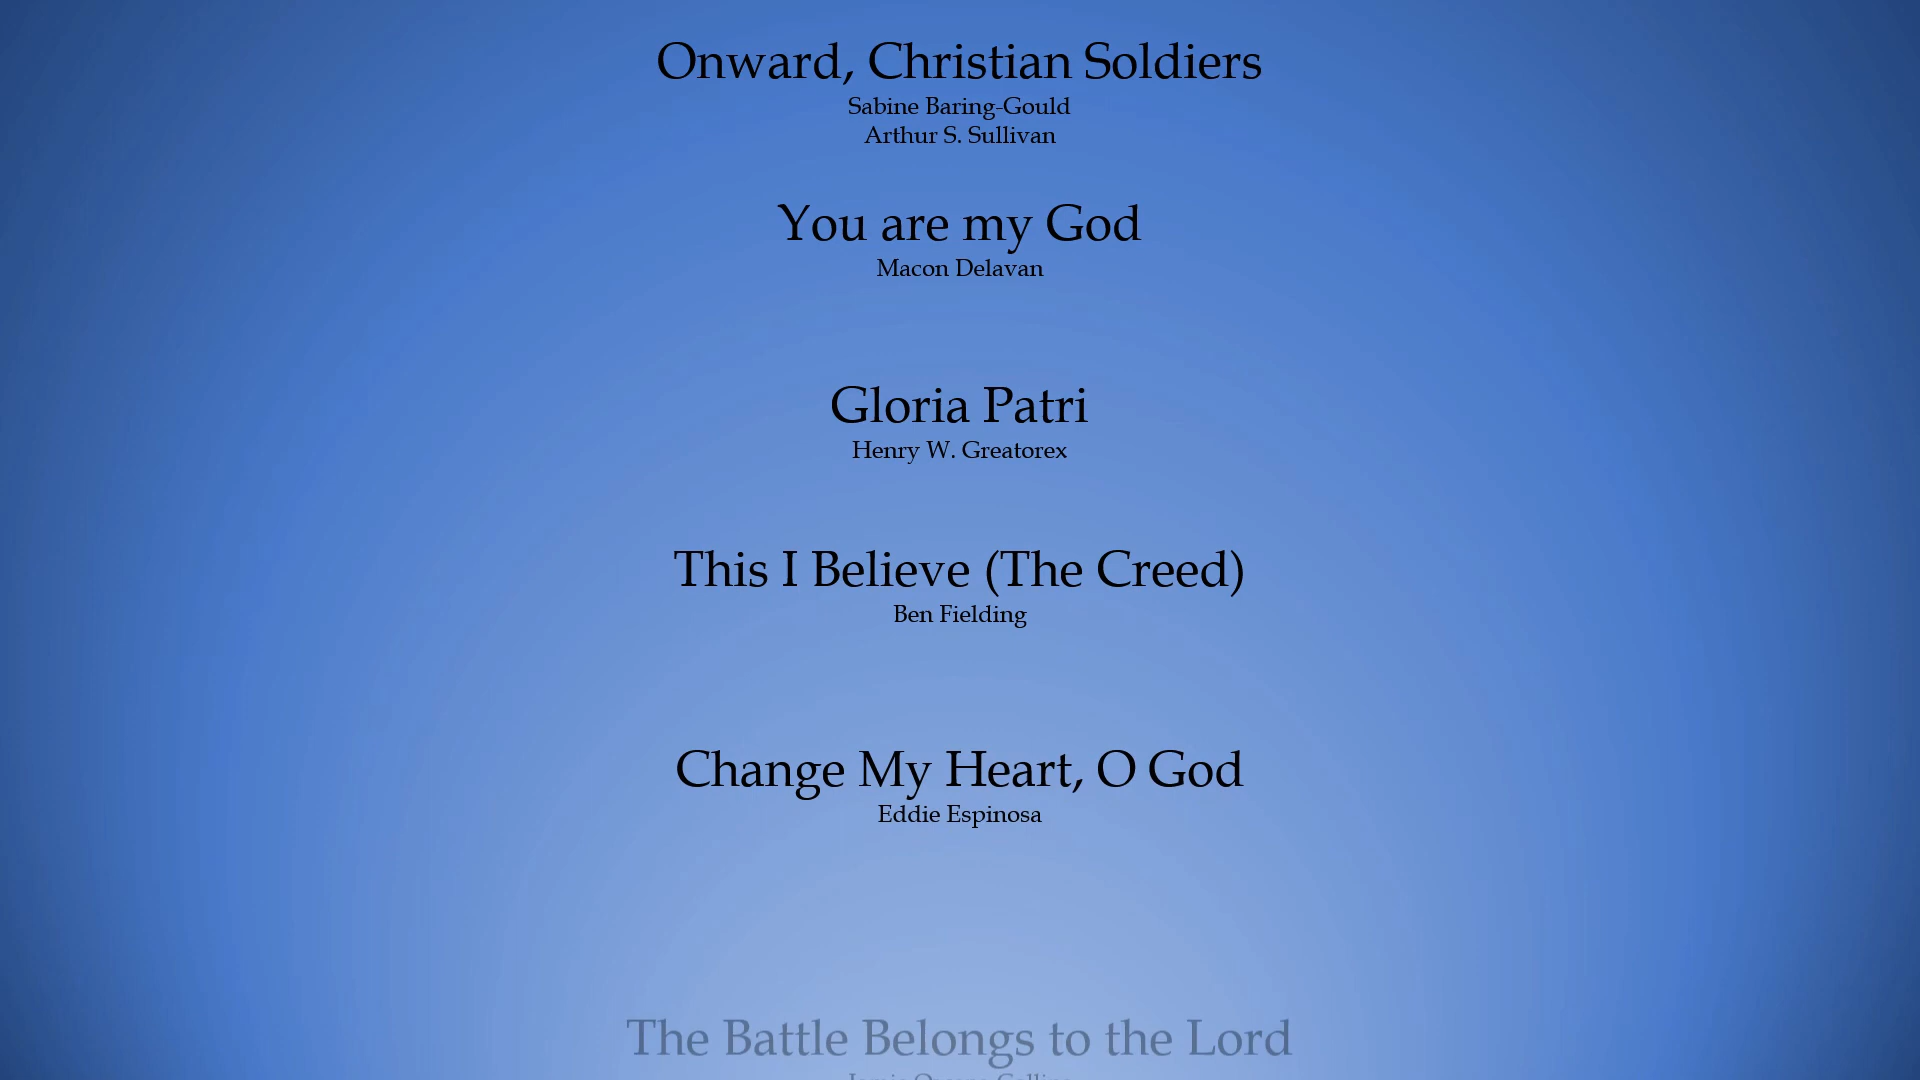 Onward, Christian Soldiers
Sabine Baring-Gould
Arthur S. Sullivan
You are my God
Macon Delavan
Gloria Patri
Henry W. Greatorex
This I Believe (The Creed)
Ben Fielding
Change My Heart, O God
Eddie Espinosa
The Battle Belongs to the Lord